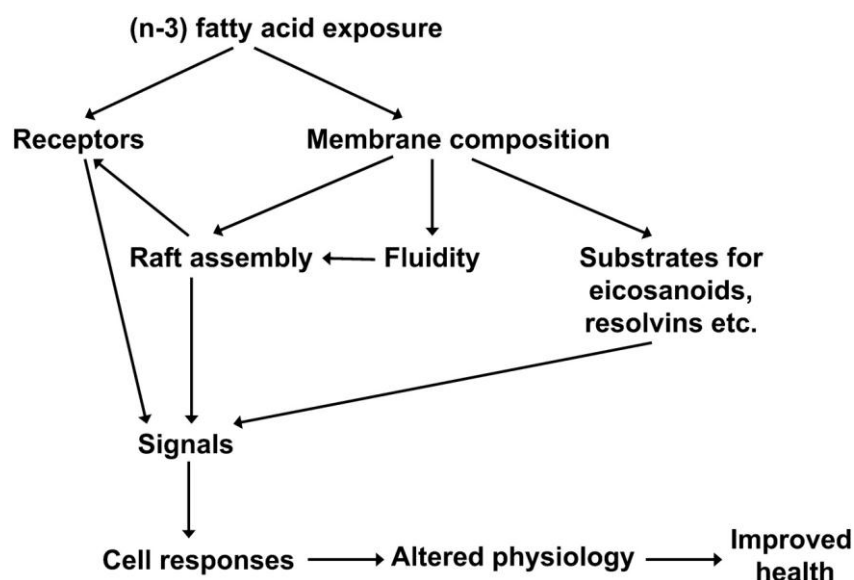 (n-3) fatty acid exposure
Receptors
Membrane composition
Raft assembly
Fluidity
Substrates for
eicosanoids,
resolvins etc.
Signals
Cell responses
Altered physiology
Improved
health